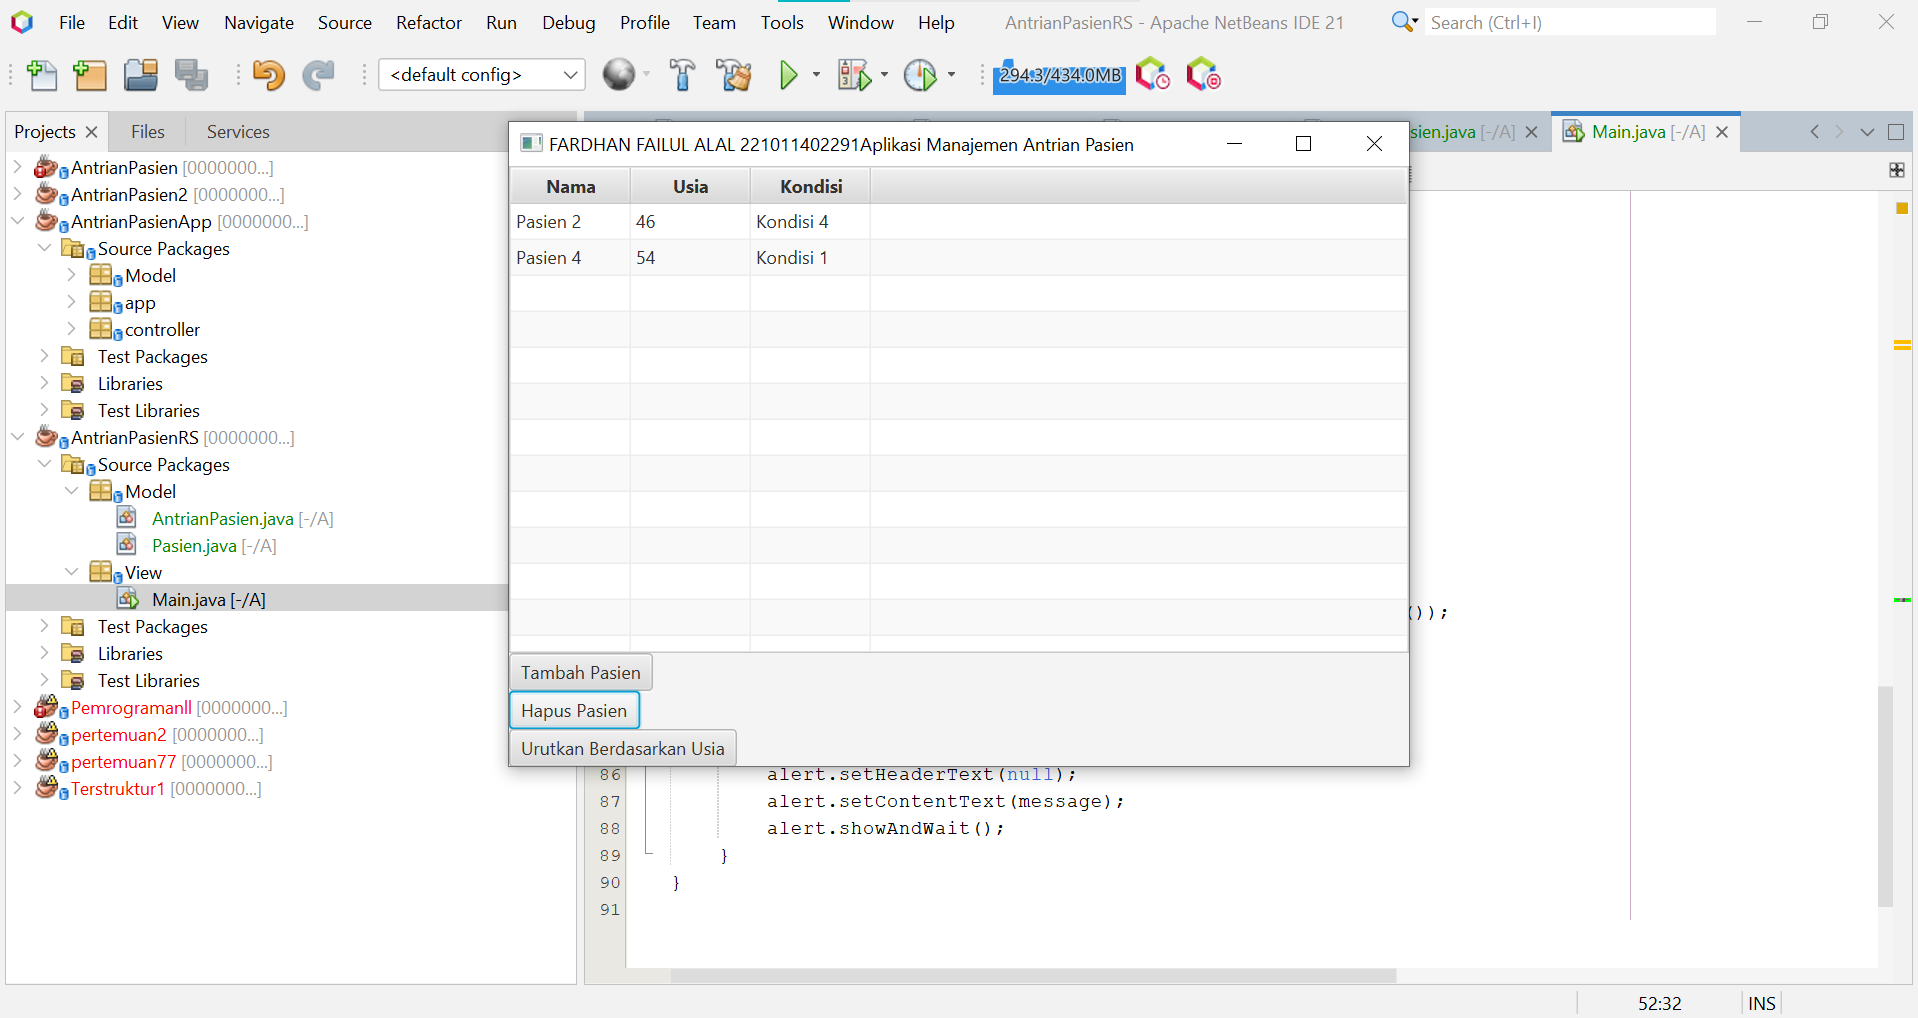 File Edit View Navigate Source Refactor Run Debug Profile Team Tools Window Help AntrianPasienRS - Apache NetBeans IDE 21 Search (Ctrl+I)
<default config> 294.3/434.0MB
Projects Files Services
AntrianPasien [0000000...]
AntrianPasien2 [0000000...]
AntrianPasienApp [0000000...]
Source Packages
Model
app
controller
Test Packages
Libraries
Test Libraries
AntrianPasienRS [0000000...]
Source Packages
Model
AntrianPasien.java [-/A]
Pasien.java [-/A]
View
Main.java [-/A]
Test Packages
Libraries
Test Libraries
PemrogramanII [0000000...]
pertemuan2 [0000000...]
pertemuan77 [0000000...]
Terstruktur1 [0000000...]
sien.java [-/A] Main.java [-/A]
FARDHAN FAILUL ALAL 221011402291Aplikasi Manajemen Antrian Pasien
Nama Usia Kondisi
Pasien 2 46 Kondisi 4
Pasien 4 54 Kondisi 1
Tambah Pasien
Hapus Pasien
Urutkan Berdasarkan Usia
());
86 alert.setHeaderText(null);
87 alert.setContentText(message);
88 alert.showAndWait();
89 }
90 }
91
52:32 INS